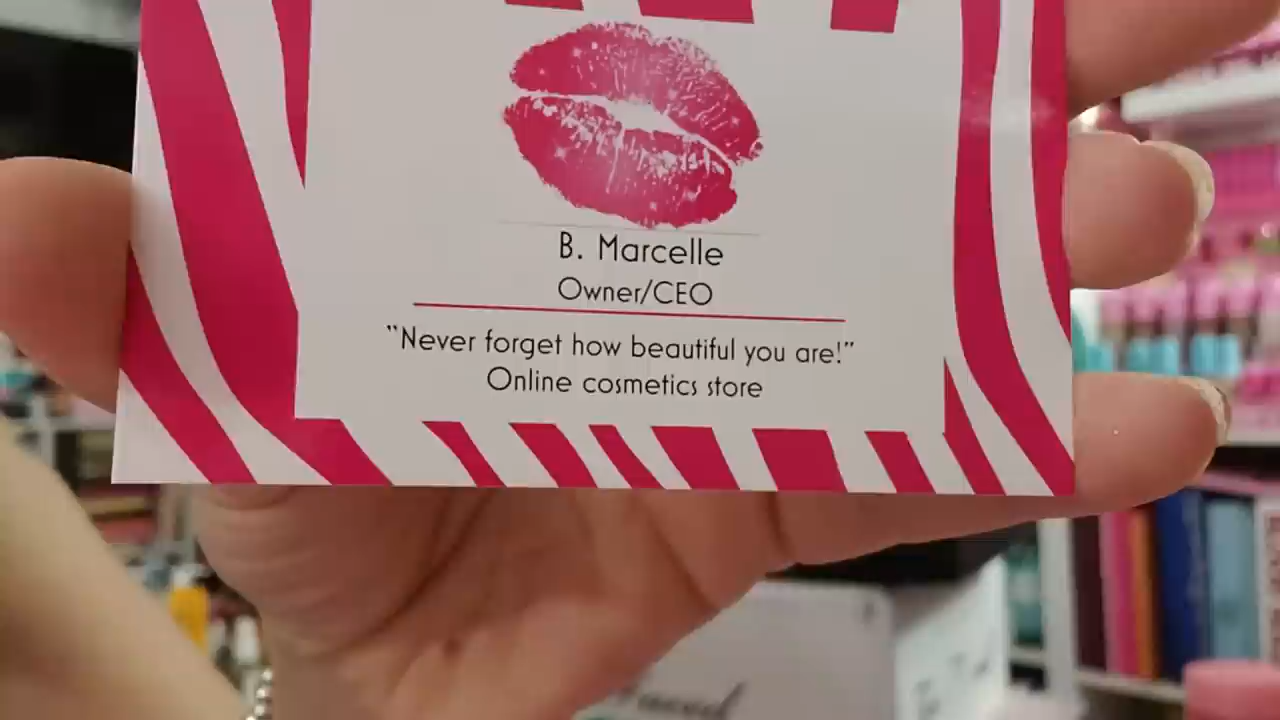 B. Marcelle
Owner/CEO
"Never forget how beautiful you are!"
Online cosmetics store